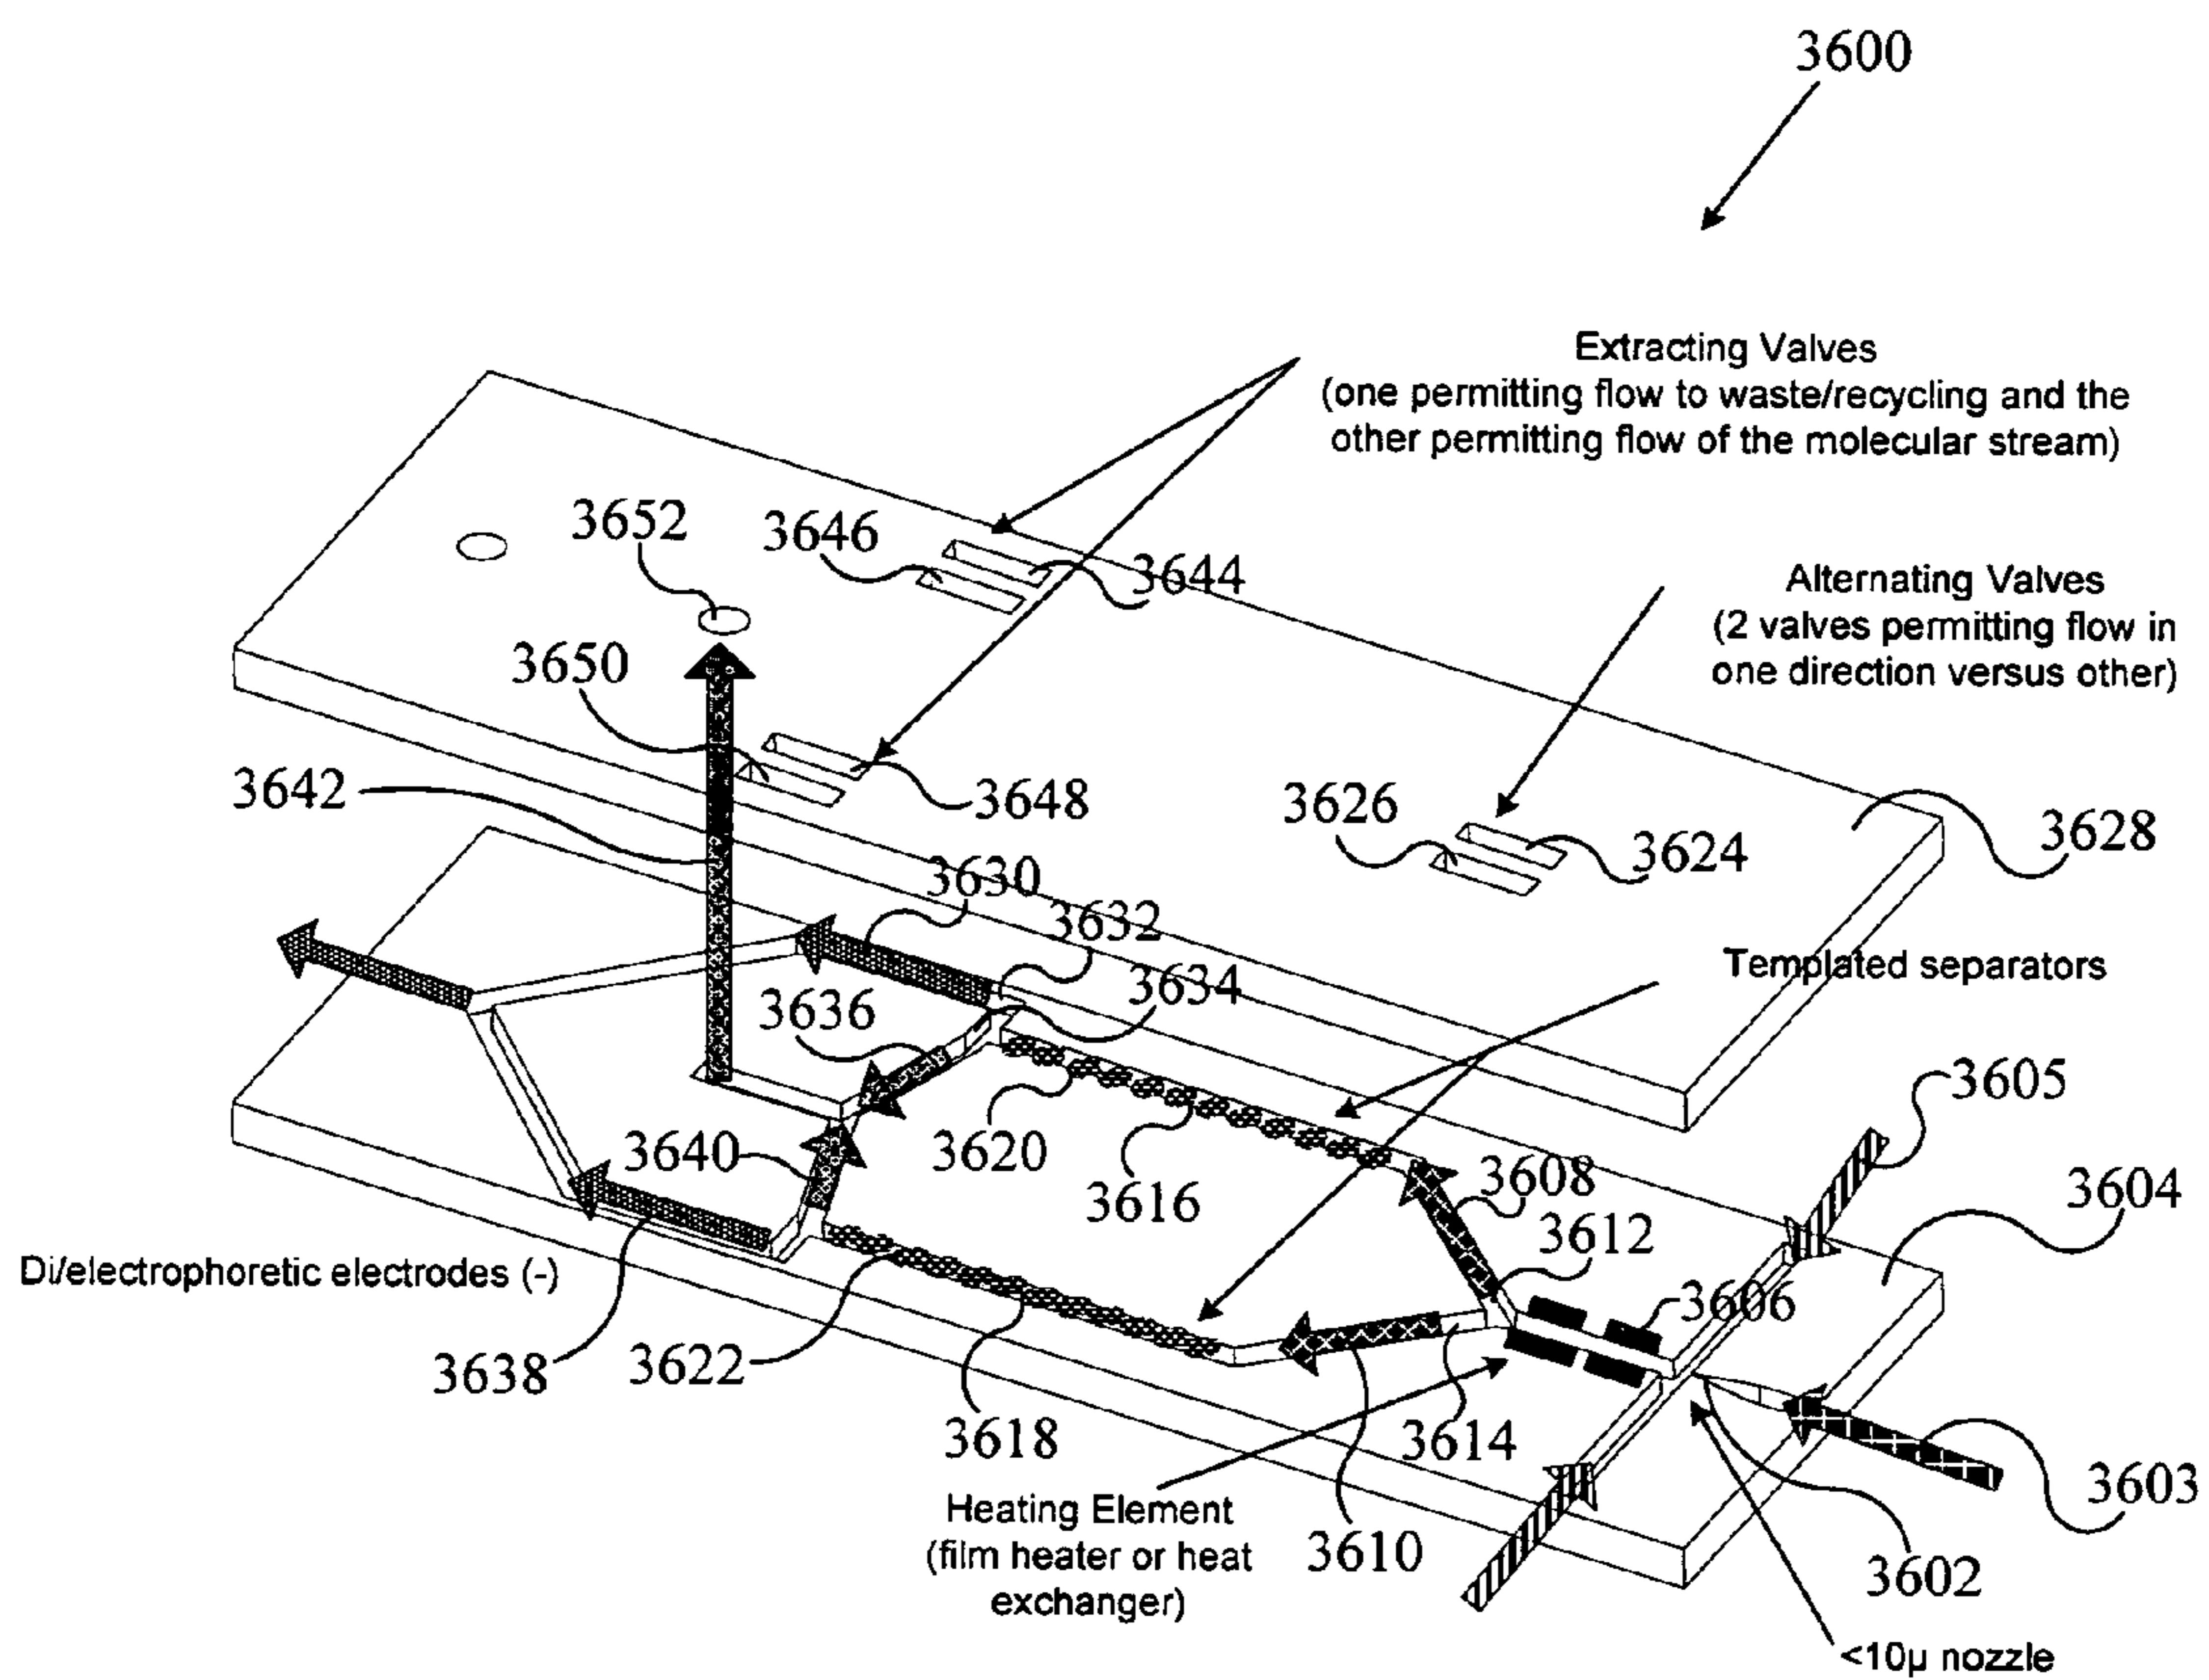 3600
Extracting Valves
(one permitting flow to waste/recycling and the
other permitting flow of the molecular stream)
3652
3646
3644
Alternating Valves
(2 valves permitting flow in
one direction versus other)
3650
3642
3648
3626
3624
3628
3630
3632
3634
3636
Templated separators
3605
3640
3620
3616
3608
3604
3612
3606
Di/electrophoretic electrodes (-)
3638
3622
3618
3614
3603
Heating Element
(film heater or heat
exchanger)
3610
3602
<10µ nozzle